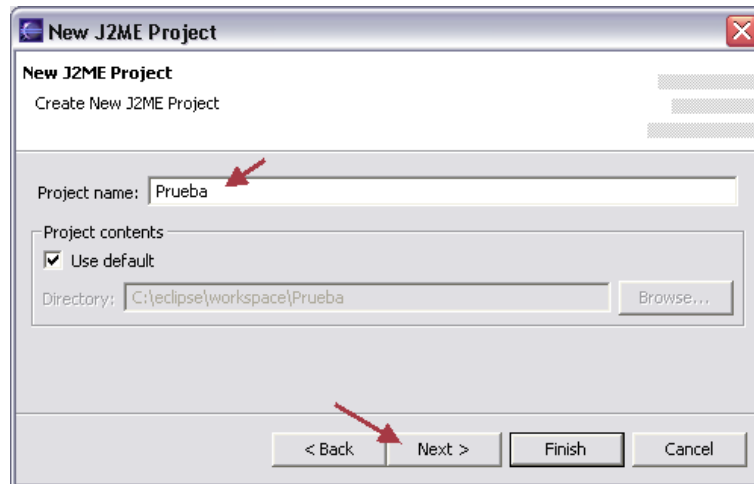 New J2ME Project
New J2ME Project
Create New J2ME Project
Project name: Prueba
Project contents
Use default
Directory: C:\eclipse\workspace\Prueba Browse...
< Back Next > Finish Cancel